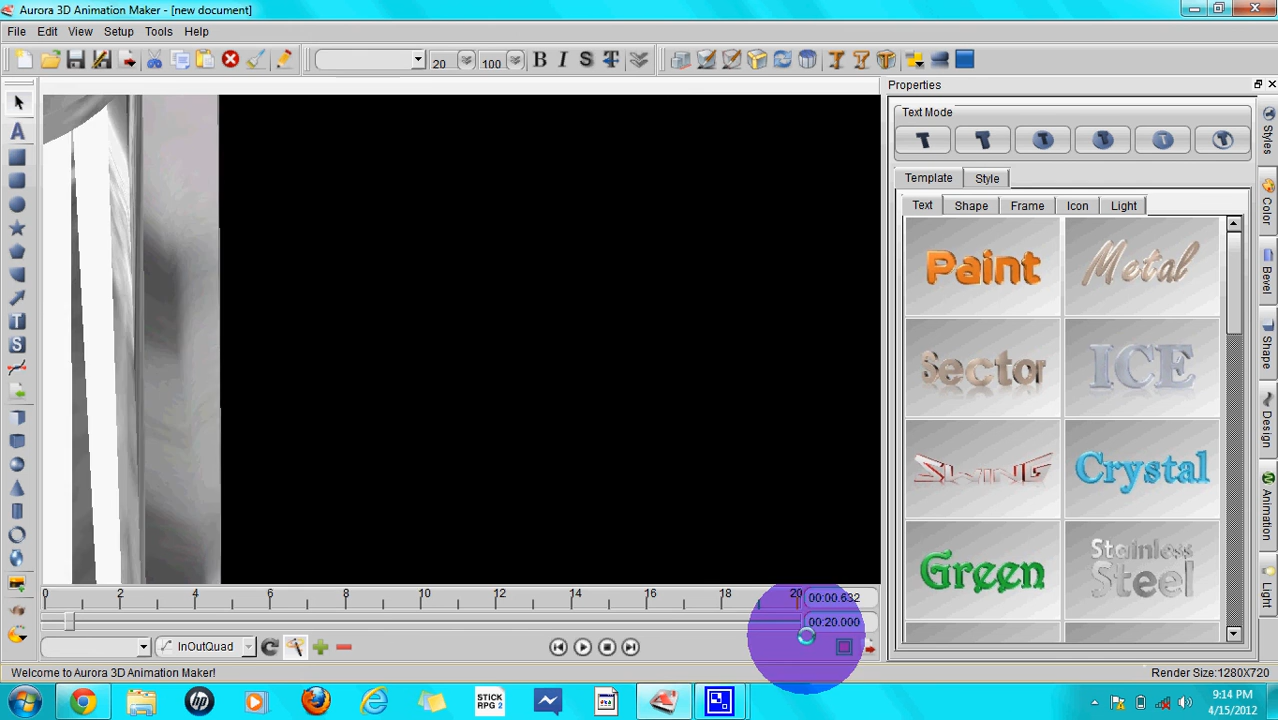 Aurora 3D Animation Maker - [new document]
File Edit View Setup Tools Help
20 100 B I S T
Properties
Text Mode
T T T T T T
Template Style
Text Shape Frame Icon Light
Paint Metal
Sector ICE
SWING Crystal
Green Stainless Steel
Styles
Color
Bevel
Shape
Design
Animation
Light
A
T
S
0 2 4 6 8 10 12 14 16 18 20
00:00.632
00:20.000
InOutQuad
Welcome to Aurora 3D Animation Maker! Render Size:1280X720
hp
STICK
RPG 2
9:14 PM
4/15/2012